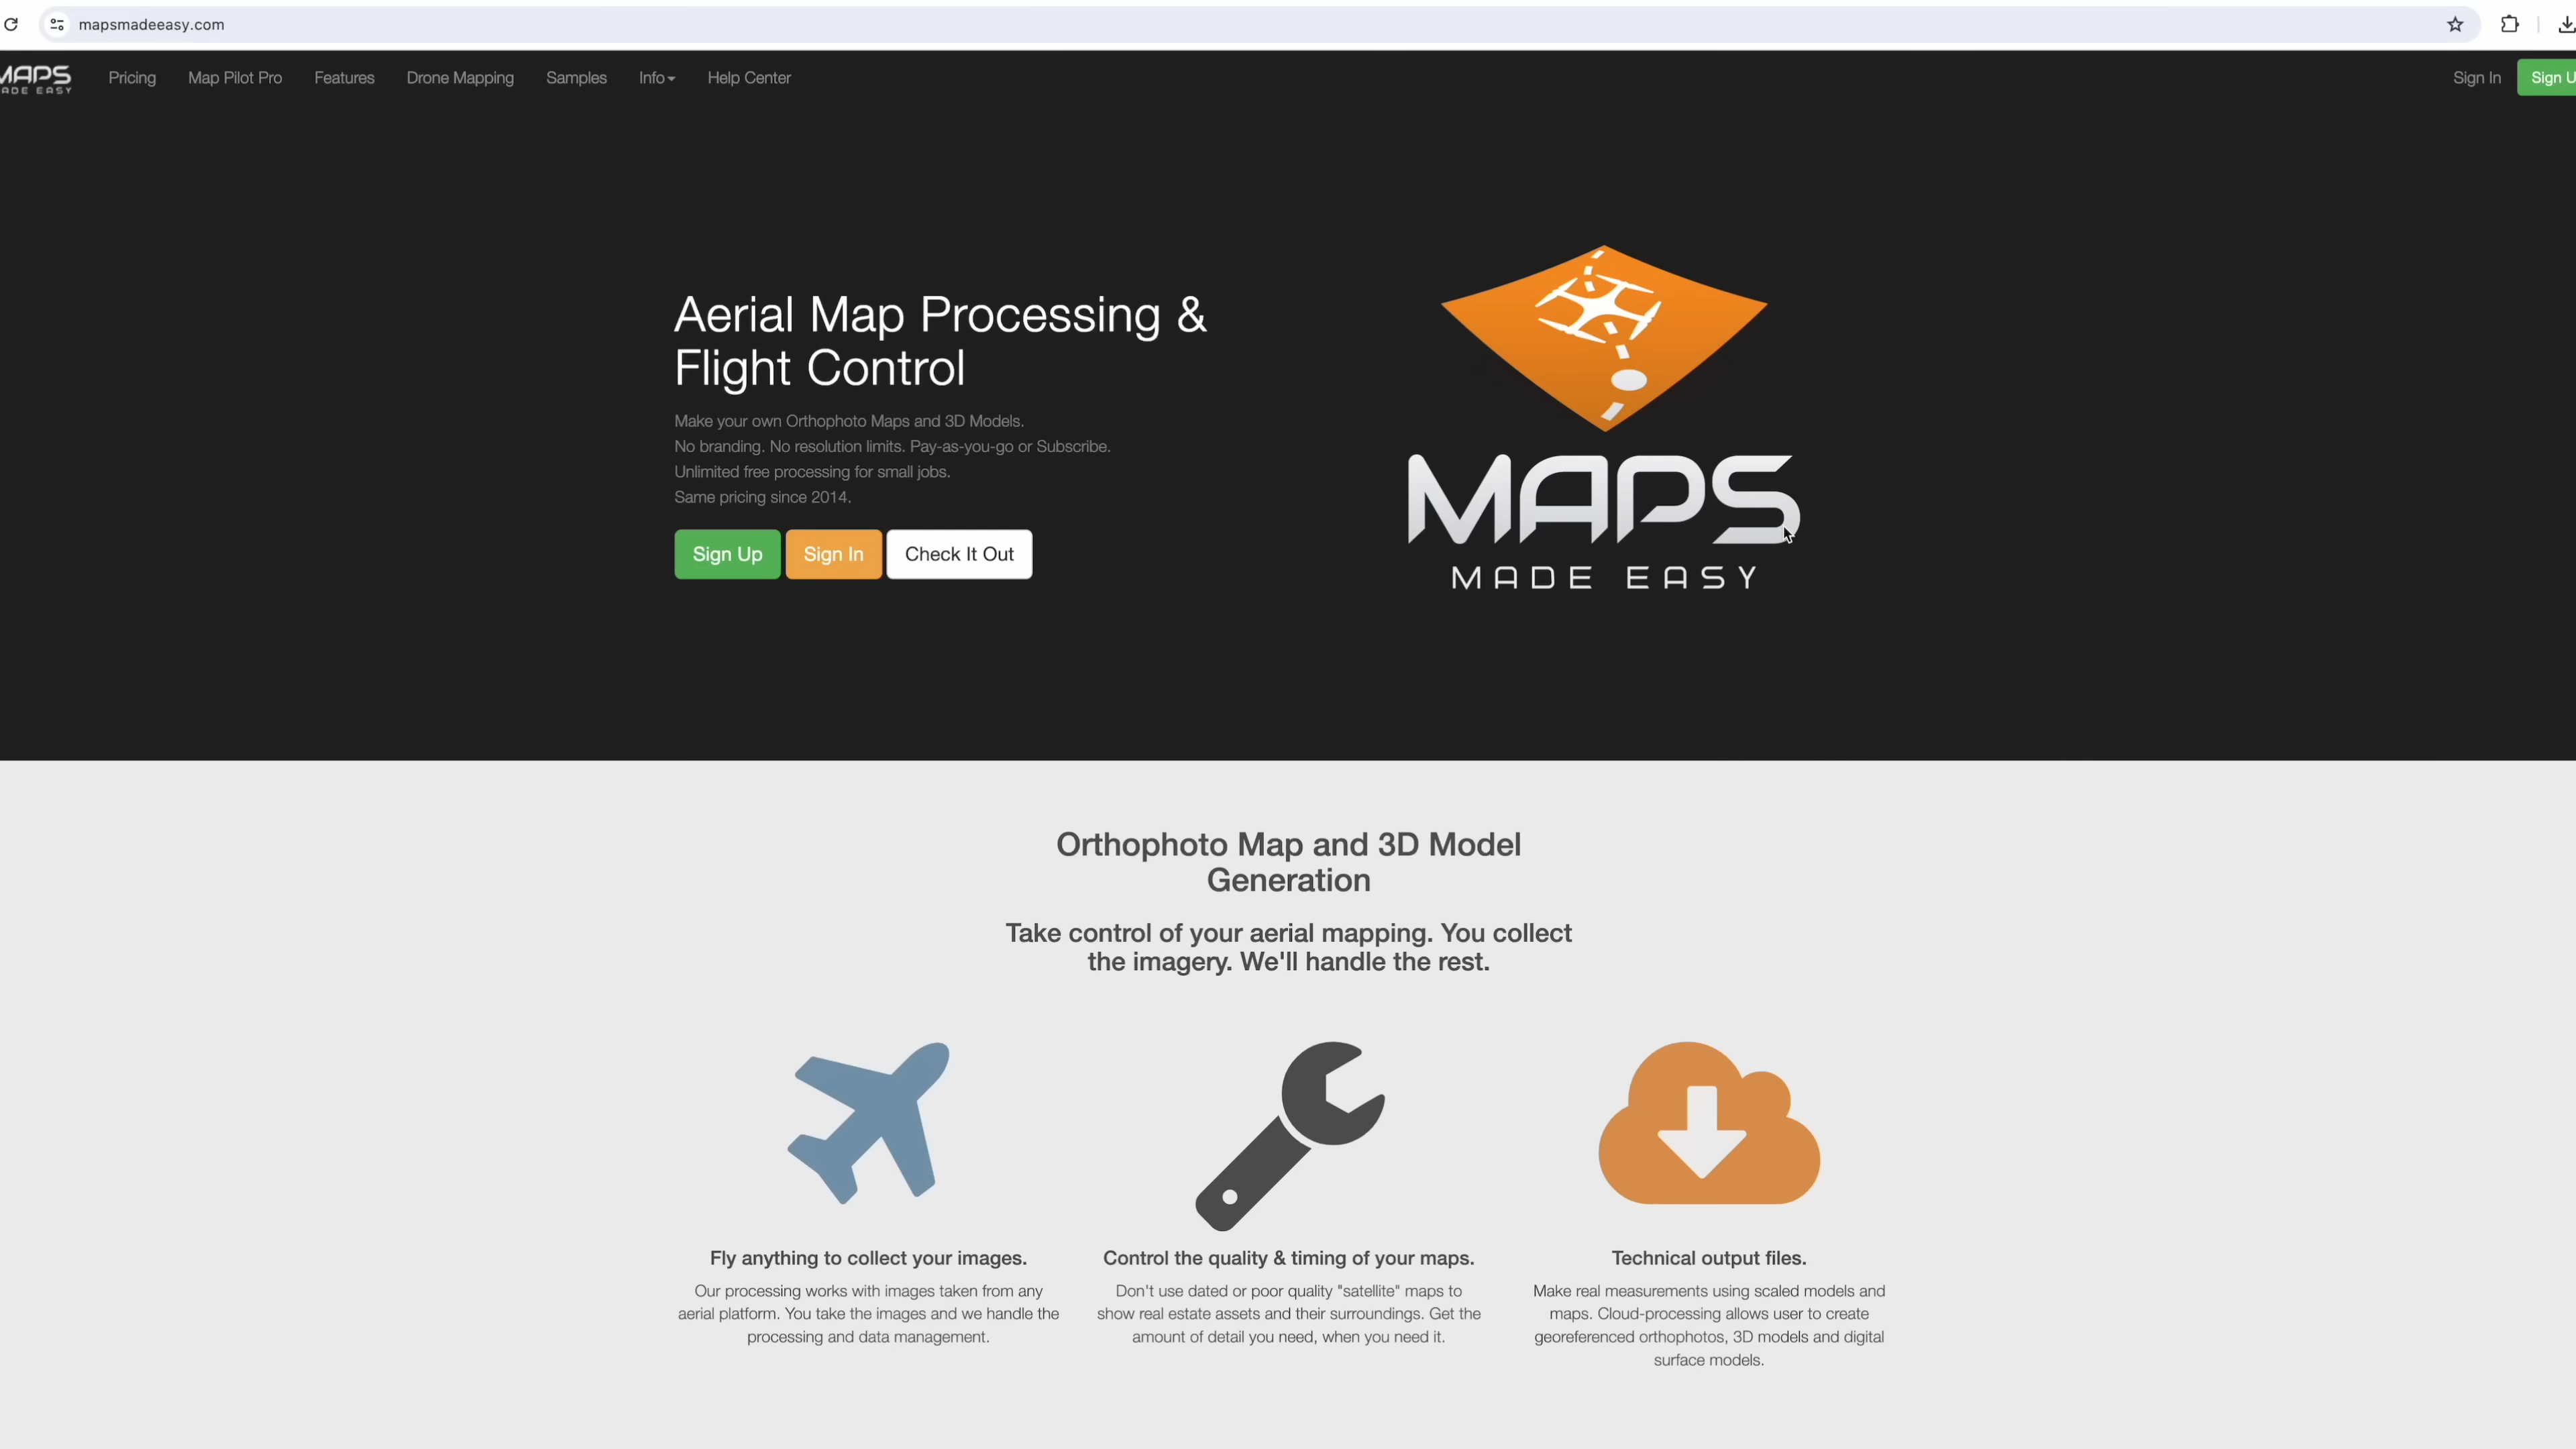 mapsmadeeasy.com
MAPS
MADE EASY
Pricing
Map Pilot Pro
Features
Drone Mapping
Samples
Info
Help Center
Sign In
Sign U
Aerial Map Processing &
Flight Control
Make your own Orthophoto Maps and 3D Models.
No branding. No resolution limits. Pay-as-you-go or Subscribe.
Unlimited free processing for small jobs.
Same pricing since 2014.
Sign Up
Sign In
Check It Out
MAPS
MADE EASY
Orthophoto Map and 3D Model
Generation
Take control of your aerial mapping. You collect
the imagery. We'll handle the rest.
Fly anything to collect your images.
Our processing works with images taken from any
aerial platform. You take the images and we handle the
processing and data management.
Control the quality & timing of your maps.
Don't use dated or poor quality "satellite" maps to
show real estate assets and their surroundings. Get the
amount of detail you need, when you need it.
Technical output files.
Make real measurements using scaled models and
maps. Cloud-processing allows user to create
georeferenced orthophotos, 3D models and digital
surface models.